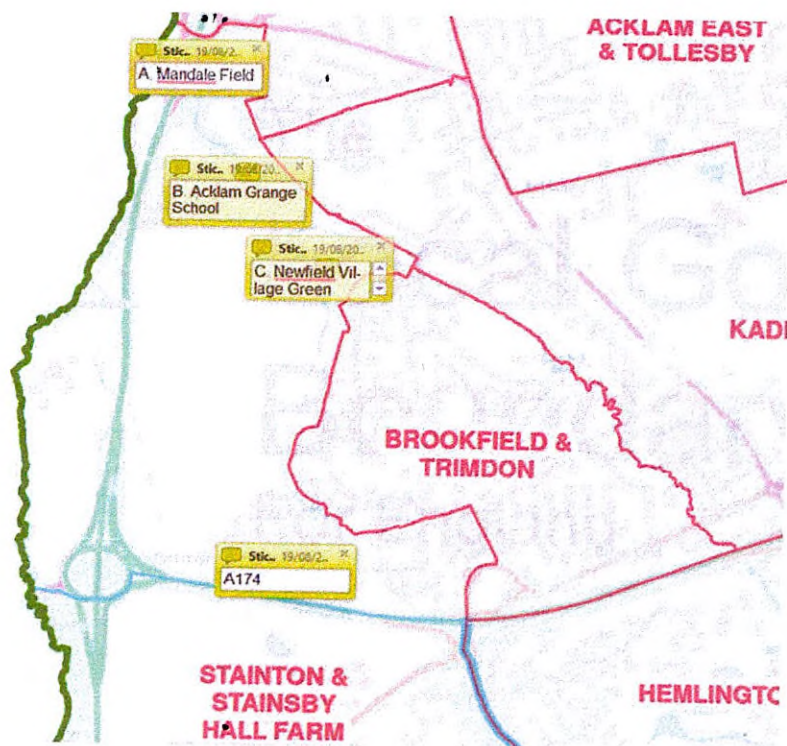 ACKLAM EAST
& TOLLESBY
Stic.. 19/08/2..
A. Mandale Field
Stic.. 19/08/20..
B. Acklam Grange
School
Stic.. 19/08/20..
C. Newfield Vil-
lage Green
KADI
BROOKFIELD &
TRIMDON
Stic.. 19/08/2..
A174
STAINTON &
STAINSBY
HALL FARM
HEMLINGTO